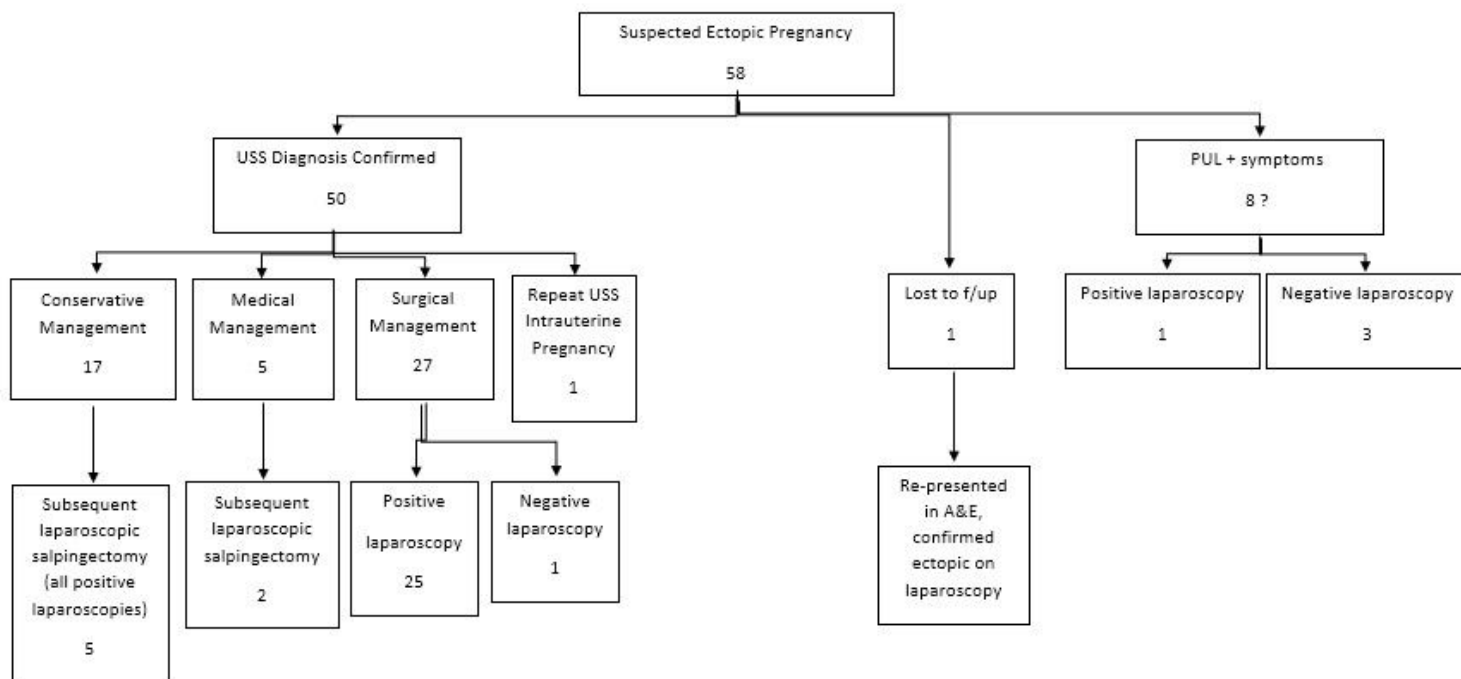 Suspected Ectopic Pregnancy
58
USS Diagnosis Confirmed
50
PUL + symptoms
8 ?
Conservative
Management
17
Medical
Management
5
Surgical
Management
27
Repeat USS
Intrauterine
Pregnancy
1
Lost to f/up
1
Positive laparoscopy
1
Negative laparoscopy
3
Subsequent
laparoscopic
salpingectomy
(all positive
laparoscopies)
5
Subsequent
laparoscopic
salpingectomy
2
Positive
laparoscopy
25
Negative
laparoscopy
1
Re-presented
in A&E,
confirmed
ectopic on
laparoscopy